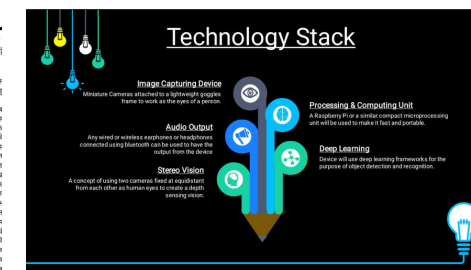 Technology Stack
Image Capturing Device
Miniature Cameras attached to a lightweight goggles
frame to work as the eyes of a person.
Audio Output
Any wired or wireless earphones or headphones
connected using bluetooth can be used to have the
output from the device
Stereo Vision
A concept of using two cameras fixed at equidistant
from each other as human eyes to create a depth
sensing vision.
Processing & Computing Unit
A Raspberry Pi or a similar compact microprocessing
unit will be used to make it fast and portable.
Deep Learning
Device will use deep learning frameworks for the
purpose of object detection and recognition.